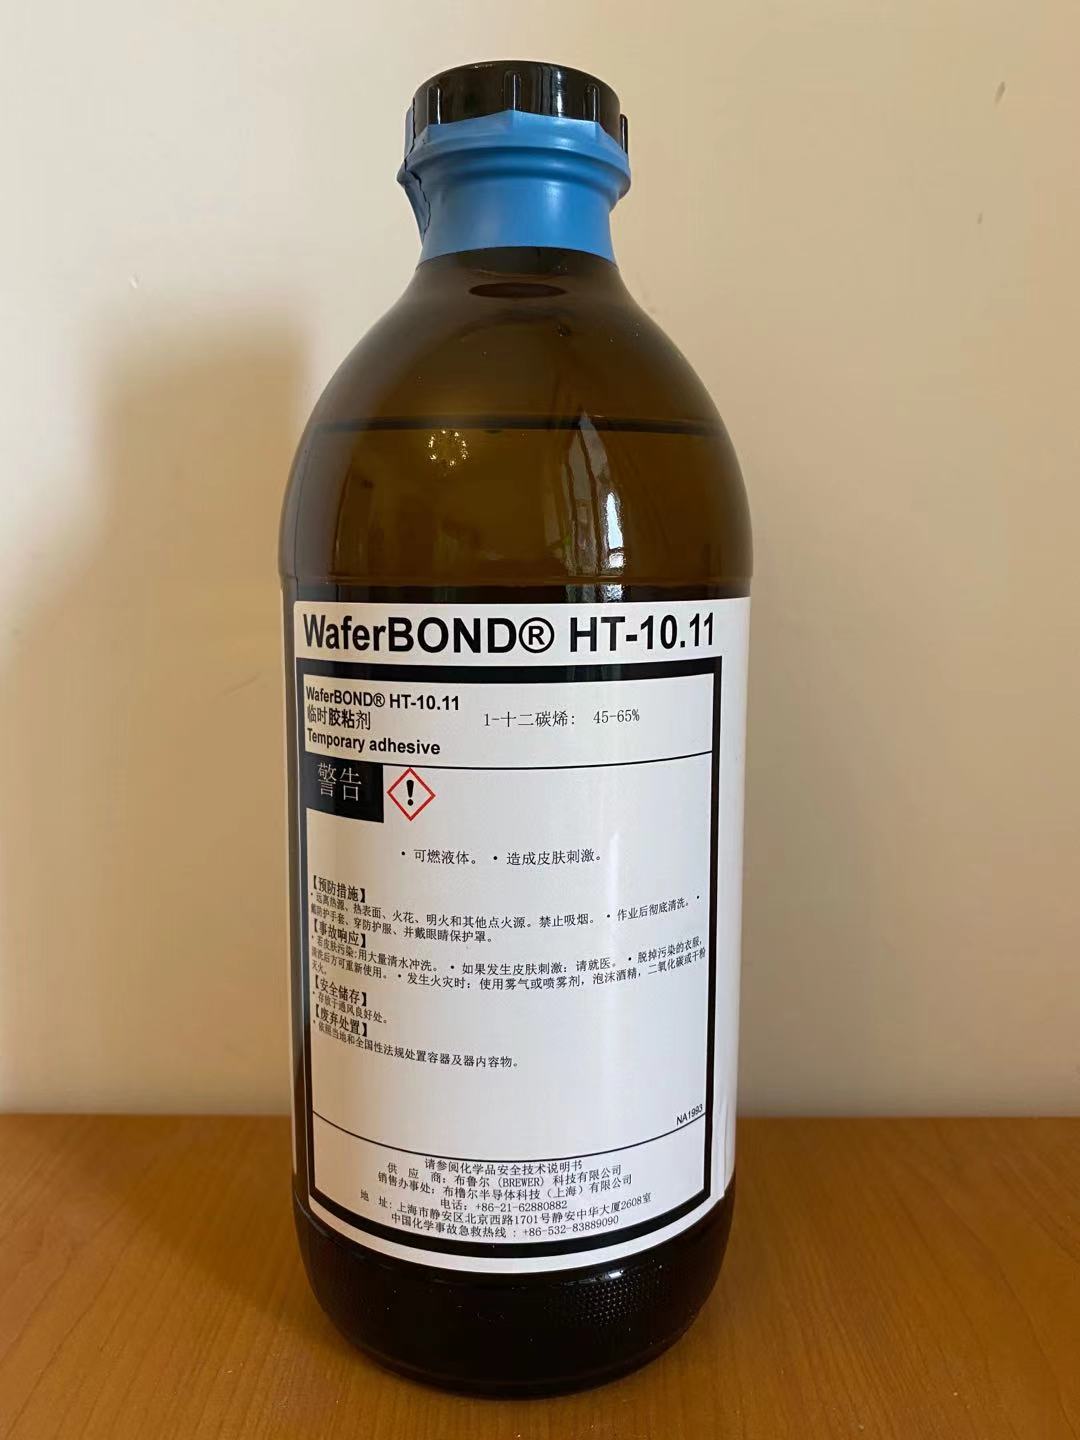 WaferBOND® HT-10.11
WaferBOND® HT-10.11
临时胶粘剂
Temporary adhesive
1-十二碳烯: 45-65%
警告
!
• 可燃液体。 • 造成皮肤刺激。
【预防措施】
• 远离热源、热表面、火花、明火和其他点火源。禁止吸烟。 • 作业后彻底清洗。 •
戴防护手套、穿防护服、并戴眼睛保护罩。
【事故响应】
• 若皮肤污染:用大量清水冲洗。 • 如果发生皮肤刺激: 请就医。 • 脱掉污染的衣服,
清洗后方可重新使用。 • 发生火灾时: 使用雾气或喷雾剂, 泡沫酒精, 二氧化碳或干粉
灭火。
【安全储存】
• 存放于通风良好处。
【废弃处置】
• 依照当地和全国性法规处置容器及器内容物。
NA1993
请参阅化学品安全技术说明书
供 应 商: 布鲁尔 (BREWER) 科技有限公司
销售办事处: 布橹尔半导体科技 (上海) 有限公司
电话: +86-21-62880882
地 址: 上海市静安区北京西路1701号静安中华大厦2608室
中国化学事故急救热线 : +86-532-83889090